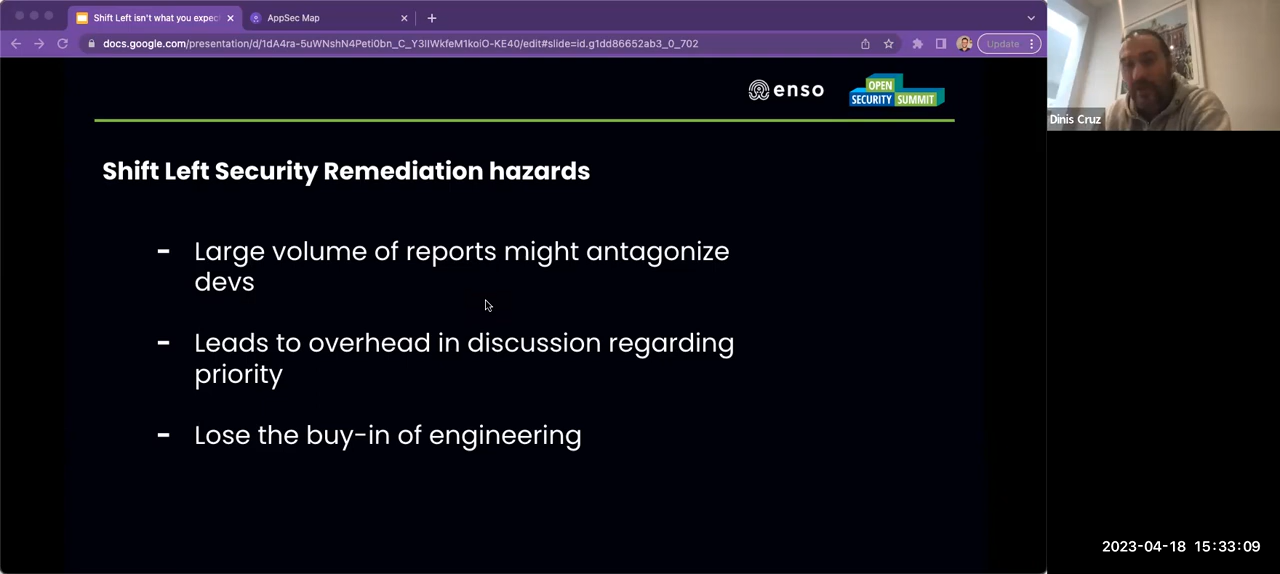 Shift Left isn't what you expec
AppSec Map
docs.google.com/presentation/d/1dA4ra-5uWNshN4Peti0bn_C_Y3IIWkfeM1koiO-KE40/edit#slide=id.g1dd86652ab3_0_702
Update
enso
OPEN
SECURITY SUMMIT
Dinis Cruz
Shift Left Security Remediation hazards
- Large volume of reports might antagonize
devs
- Leads to overhead in discussion regarding
priority
- Lose the buy-in of engineering
2023-04-18 15:33:09